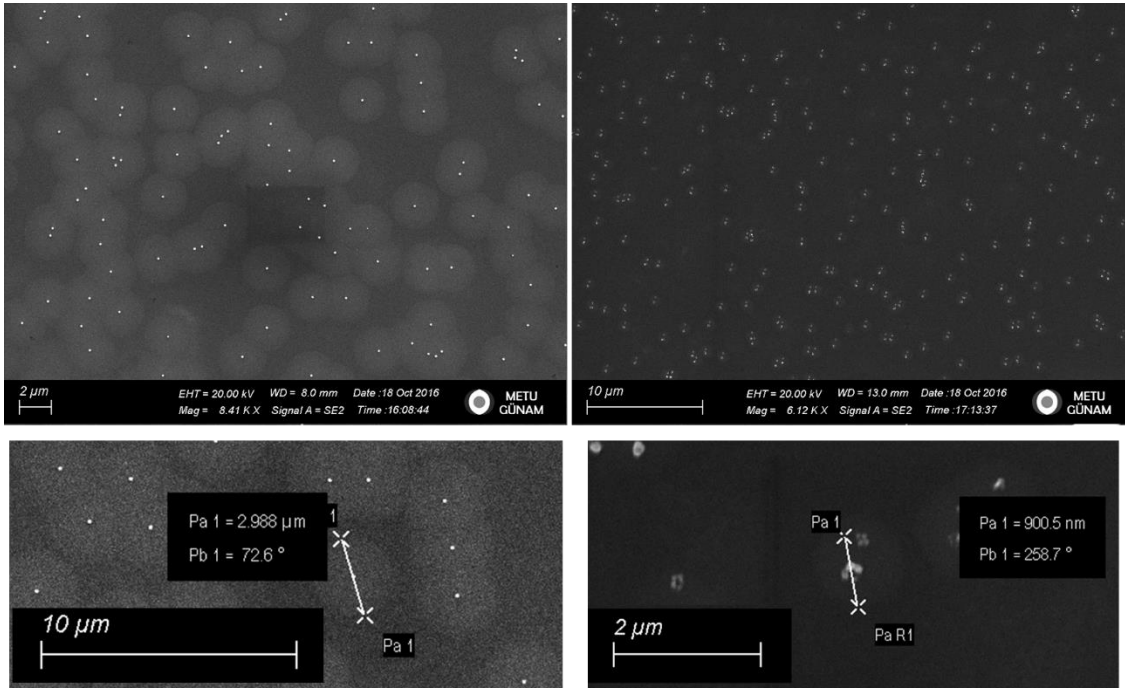 2 µm
EHT = 20.00 kV WD = 8.0 mm Date :18 Oct 2016
Mag = 8.41 K X Signal A = SE2 Time :16:08:44
METU
GÜNAM
10 µm
EHT = 20.00 kV WD = 13.0 mm Date :18 Oct 2016
Mag = 6.12 K X Signal A = SE2 Time :17:13:37
METU
GÜNAM
Pa 1 = 2.988 µm
Pb 1 = 72.6 °
1
Pa 1
10 µm
Pa 1
Pa 1 = 900.5 nm
Pb 1 = 258.7 °
Pa R1
2 µm